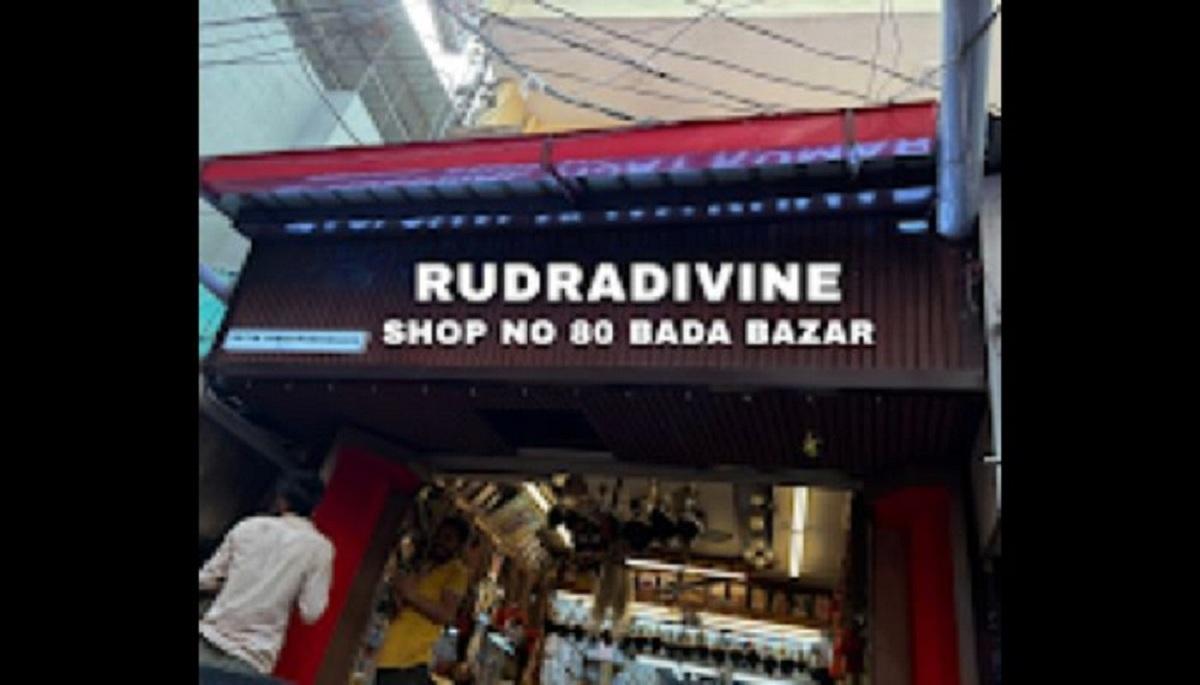 RUDRADIVINE
SHOP NO 80 BADA BAZAR